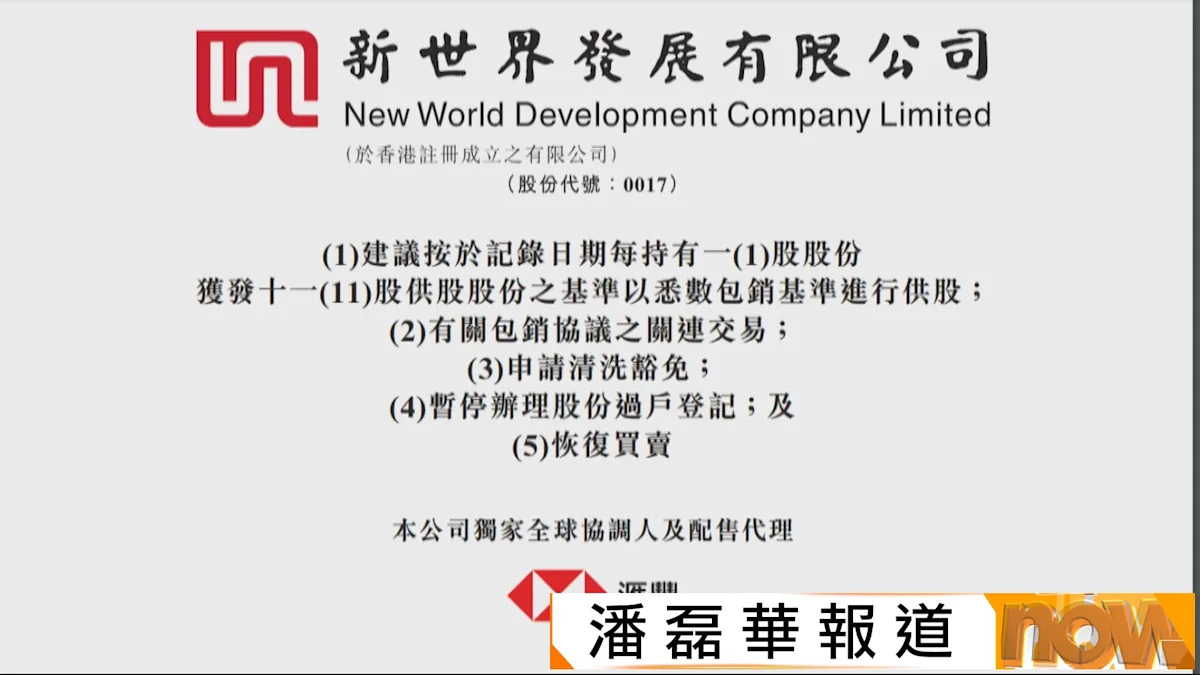 新世界發展有限公司
New World Development Company Limited
(於香港註冊成立之有限公司)
(股份代號：0017)
(1)建議按於記錄日期每持有一(1)股股份
獲發十一(11)股供股股份之基準以悉數包銷基準進行供股；
(2)有關包銷協議之關連交易；
(3)申請清洗豁免；
(4)暫停辦理股份過戶登記；及
(5)恢復買賣
本公司獨家全球協調人及配售代理
滙豐
潘磊華報道
now